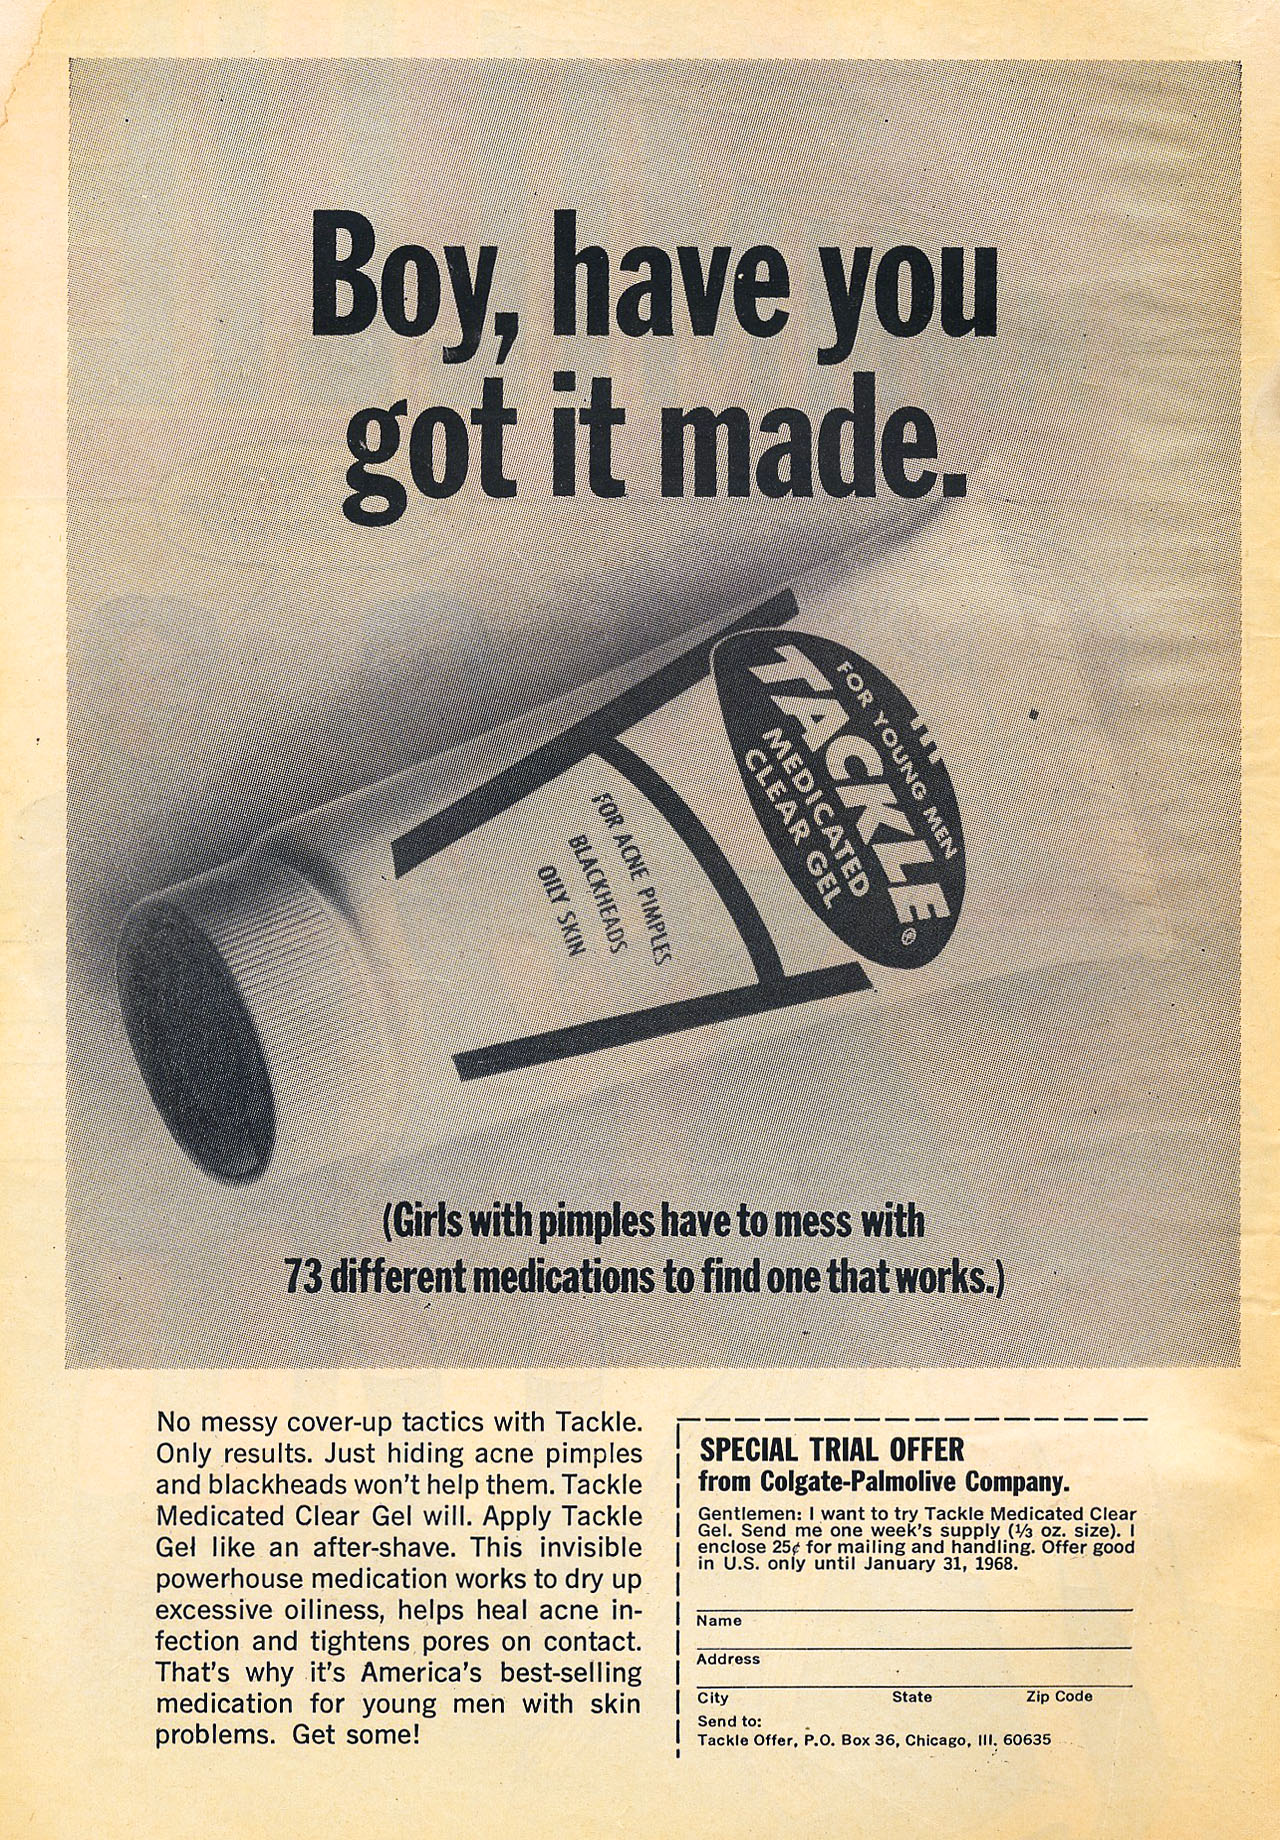 Boy, have you
got it made.
FOR YOUNG MEN
TACKLE®
MEDICATED
CLEAR GEL
FOR ACNE PIMPLES
BLACKHEADS
OILY SKIN
(Girls with pimples have to mess with
73 different medications to find one that works.)
No messy cover-up tactics with Tackle.
Only results. Just hiding acne pimples
and blackheads won't help them. Tackle
Medicated Clear Gel will. Apply Tackle
Gel like an after-shave. This invisible
powerhouse medication works to dry up
excessive oiliness, helps heal acne in-
fection and tightens pores on contact.
That's why it's America's best-selling
medication for young men with skin
problems. Get some!
SPECIAL TRIAL OFFER
from Colgate-Palmolive Company.
Gentlemen: I want to try Tackle Medicated Clear
Gel. Send me one week's supply (⅓ oz. size). I
enclose 25¢ for mailing and handling. Offer good
in U.S. only until January 31, 1968.
Name
Address
City State Zip Code
Send to:
Tackle Offer, P.O. Box 36, Chicago, Ill. 60635